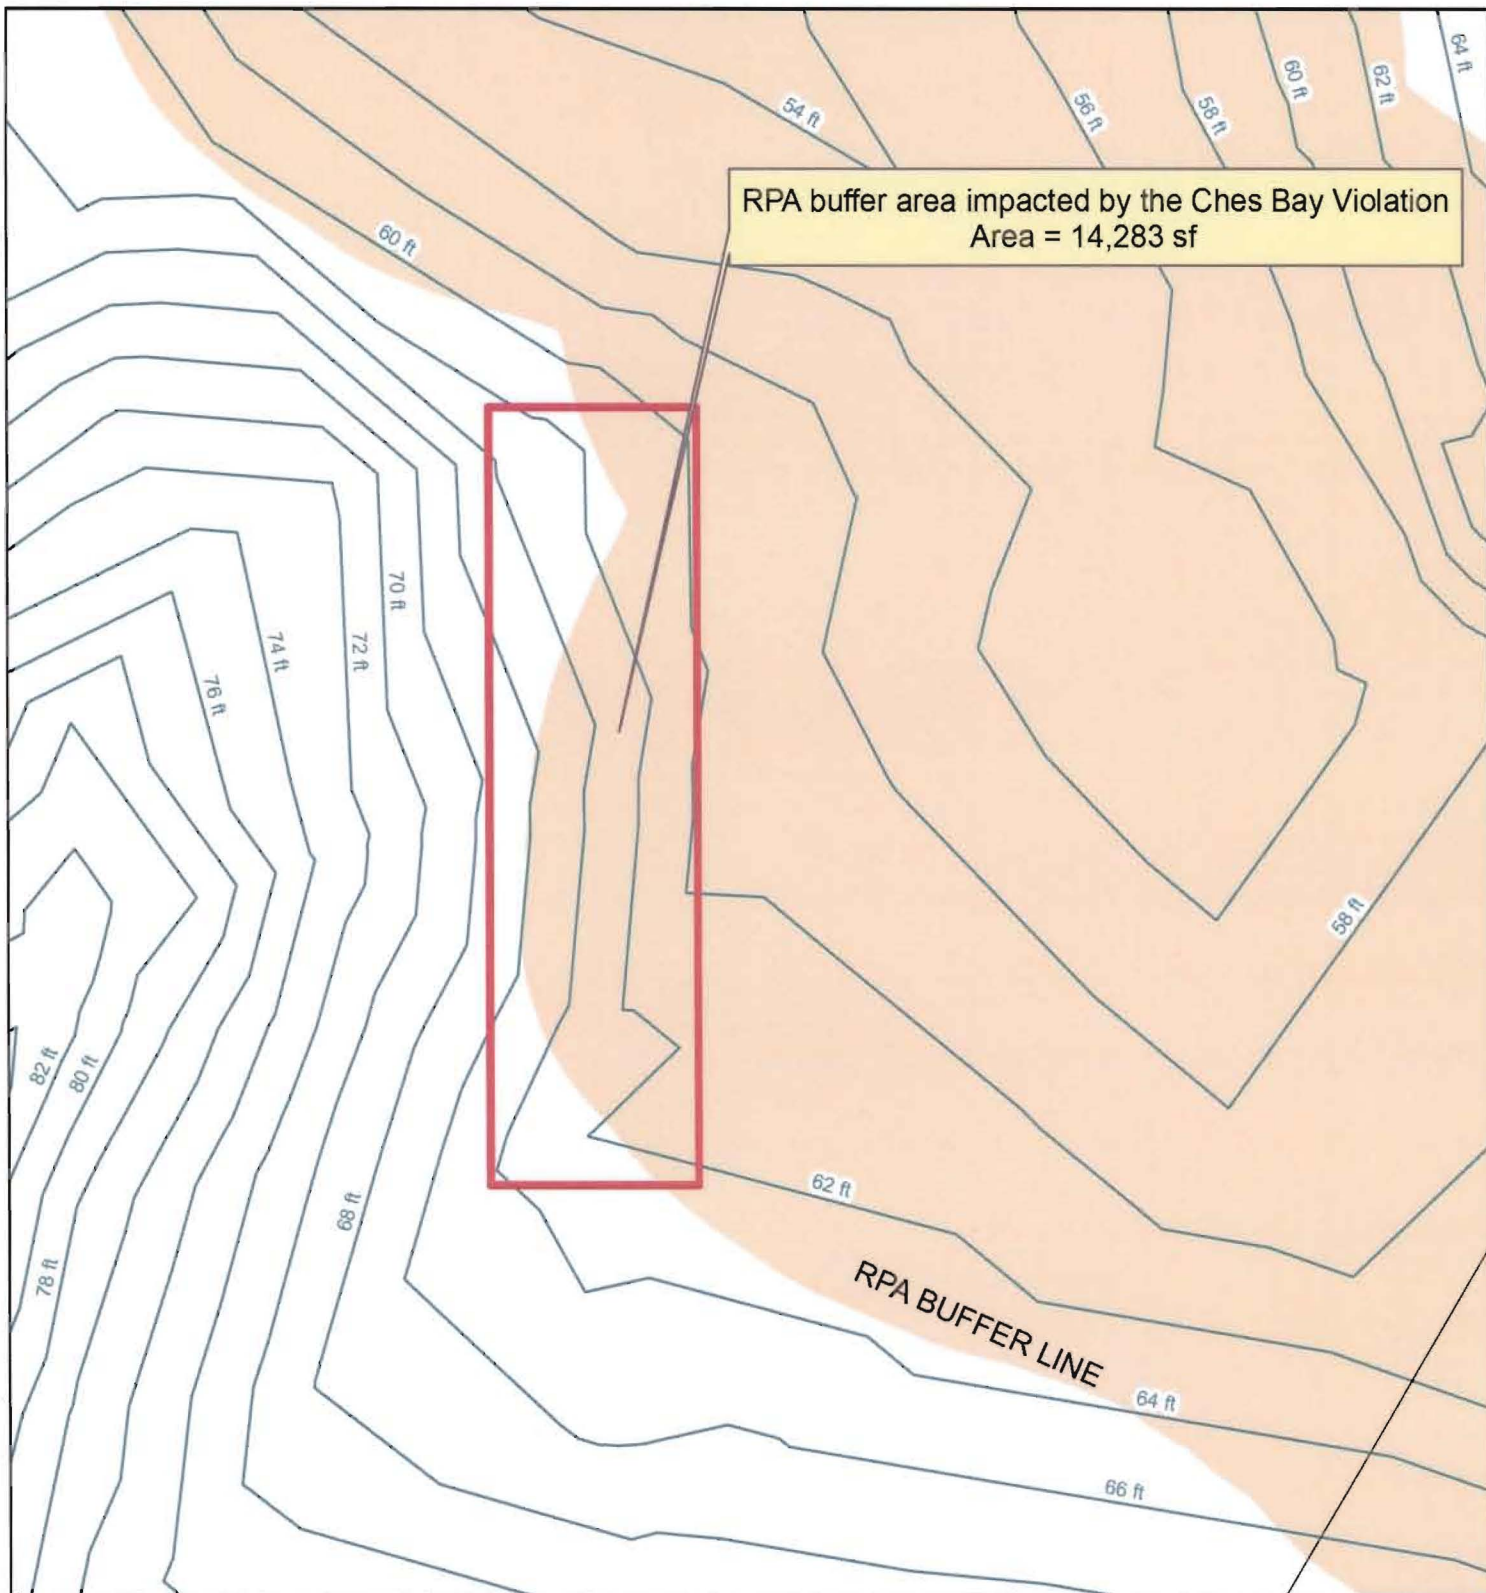 64 ft
60 ft
62 ft
54 ft
56 ft
58 ft
RPA buffer area impacted by the Ches Bay Violation
Area = 14,283 sf
60 ft
70 ft
72 ft
74 ft
76 ft
58 ft
82 ft
80 ft
62 ft
68 ft
78 ft
RPA BUFFER LINE
64 ft
66 ft